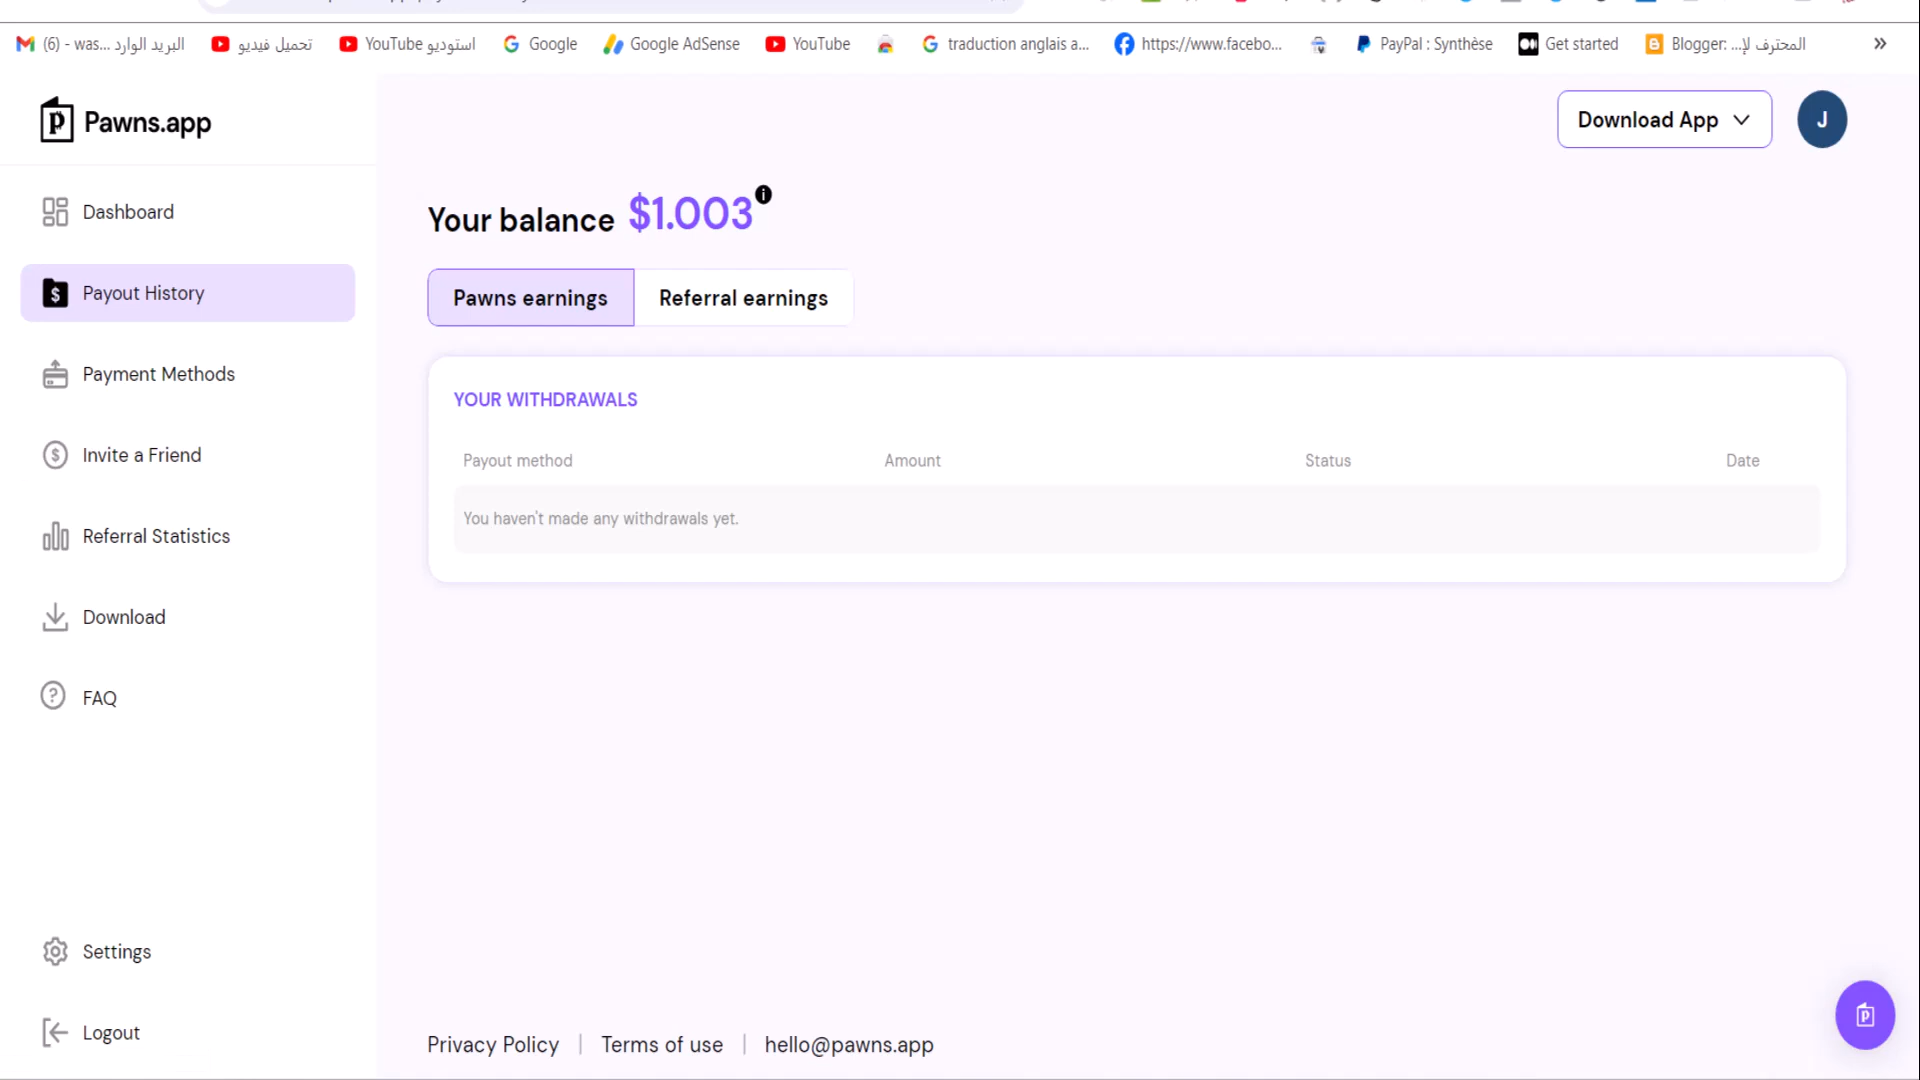 (6) - was... البريد الوارد
تحميل فيديو
YouTube استوديو
Google
Google AdSense
YouTube
traduction anglais a...
https://www.facebo...
PayPal : Synthèse
Get started
Blogger: ...المحترف لإ
»
Pawns.app
Download App
J
Dashboard
Payout History
Payment Methods
Invite a Friend
Referral Statistics
Download
FAQ
Settings
Logout
Your balance $1.003
Pawns earnings
Referral earnings
YOUR WITHDRAWALS
Payout method Amount Status Date
You haven't made any withdrawals yet.
Privacy Policy | Terms of use | hello@pawns.app